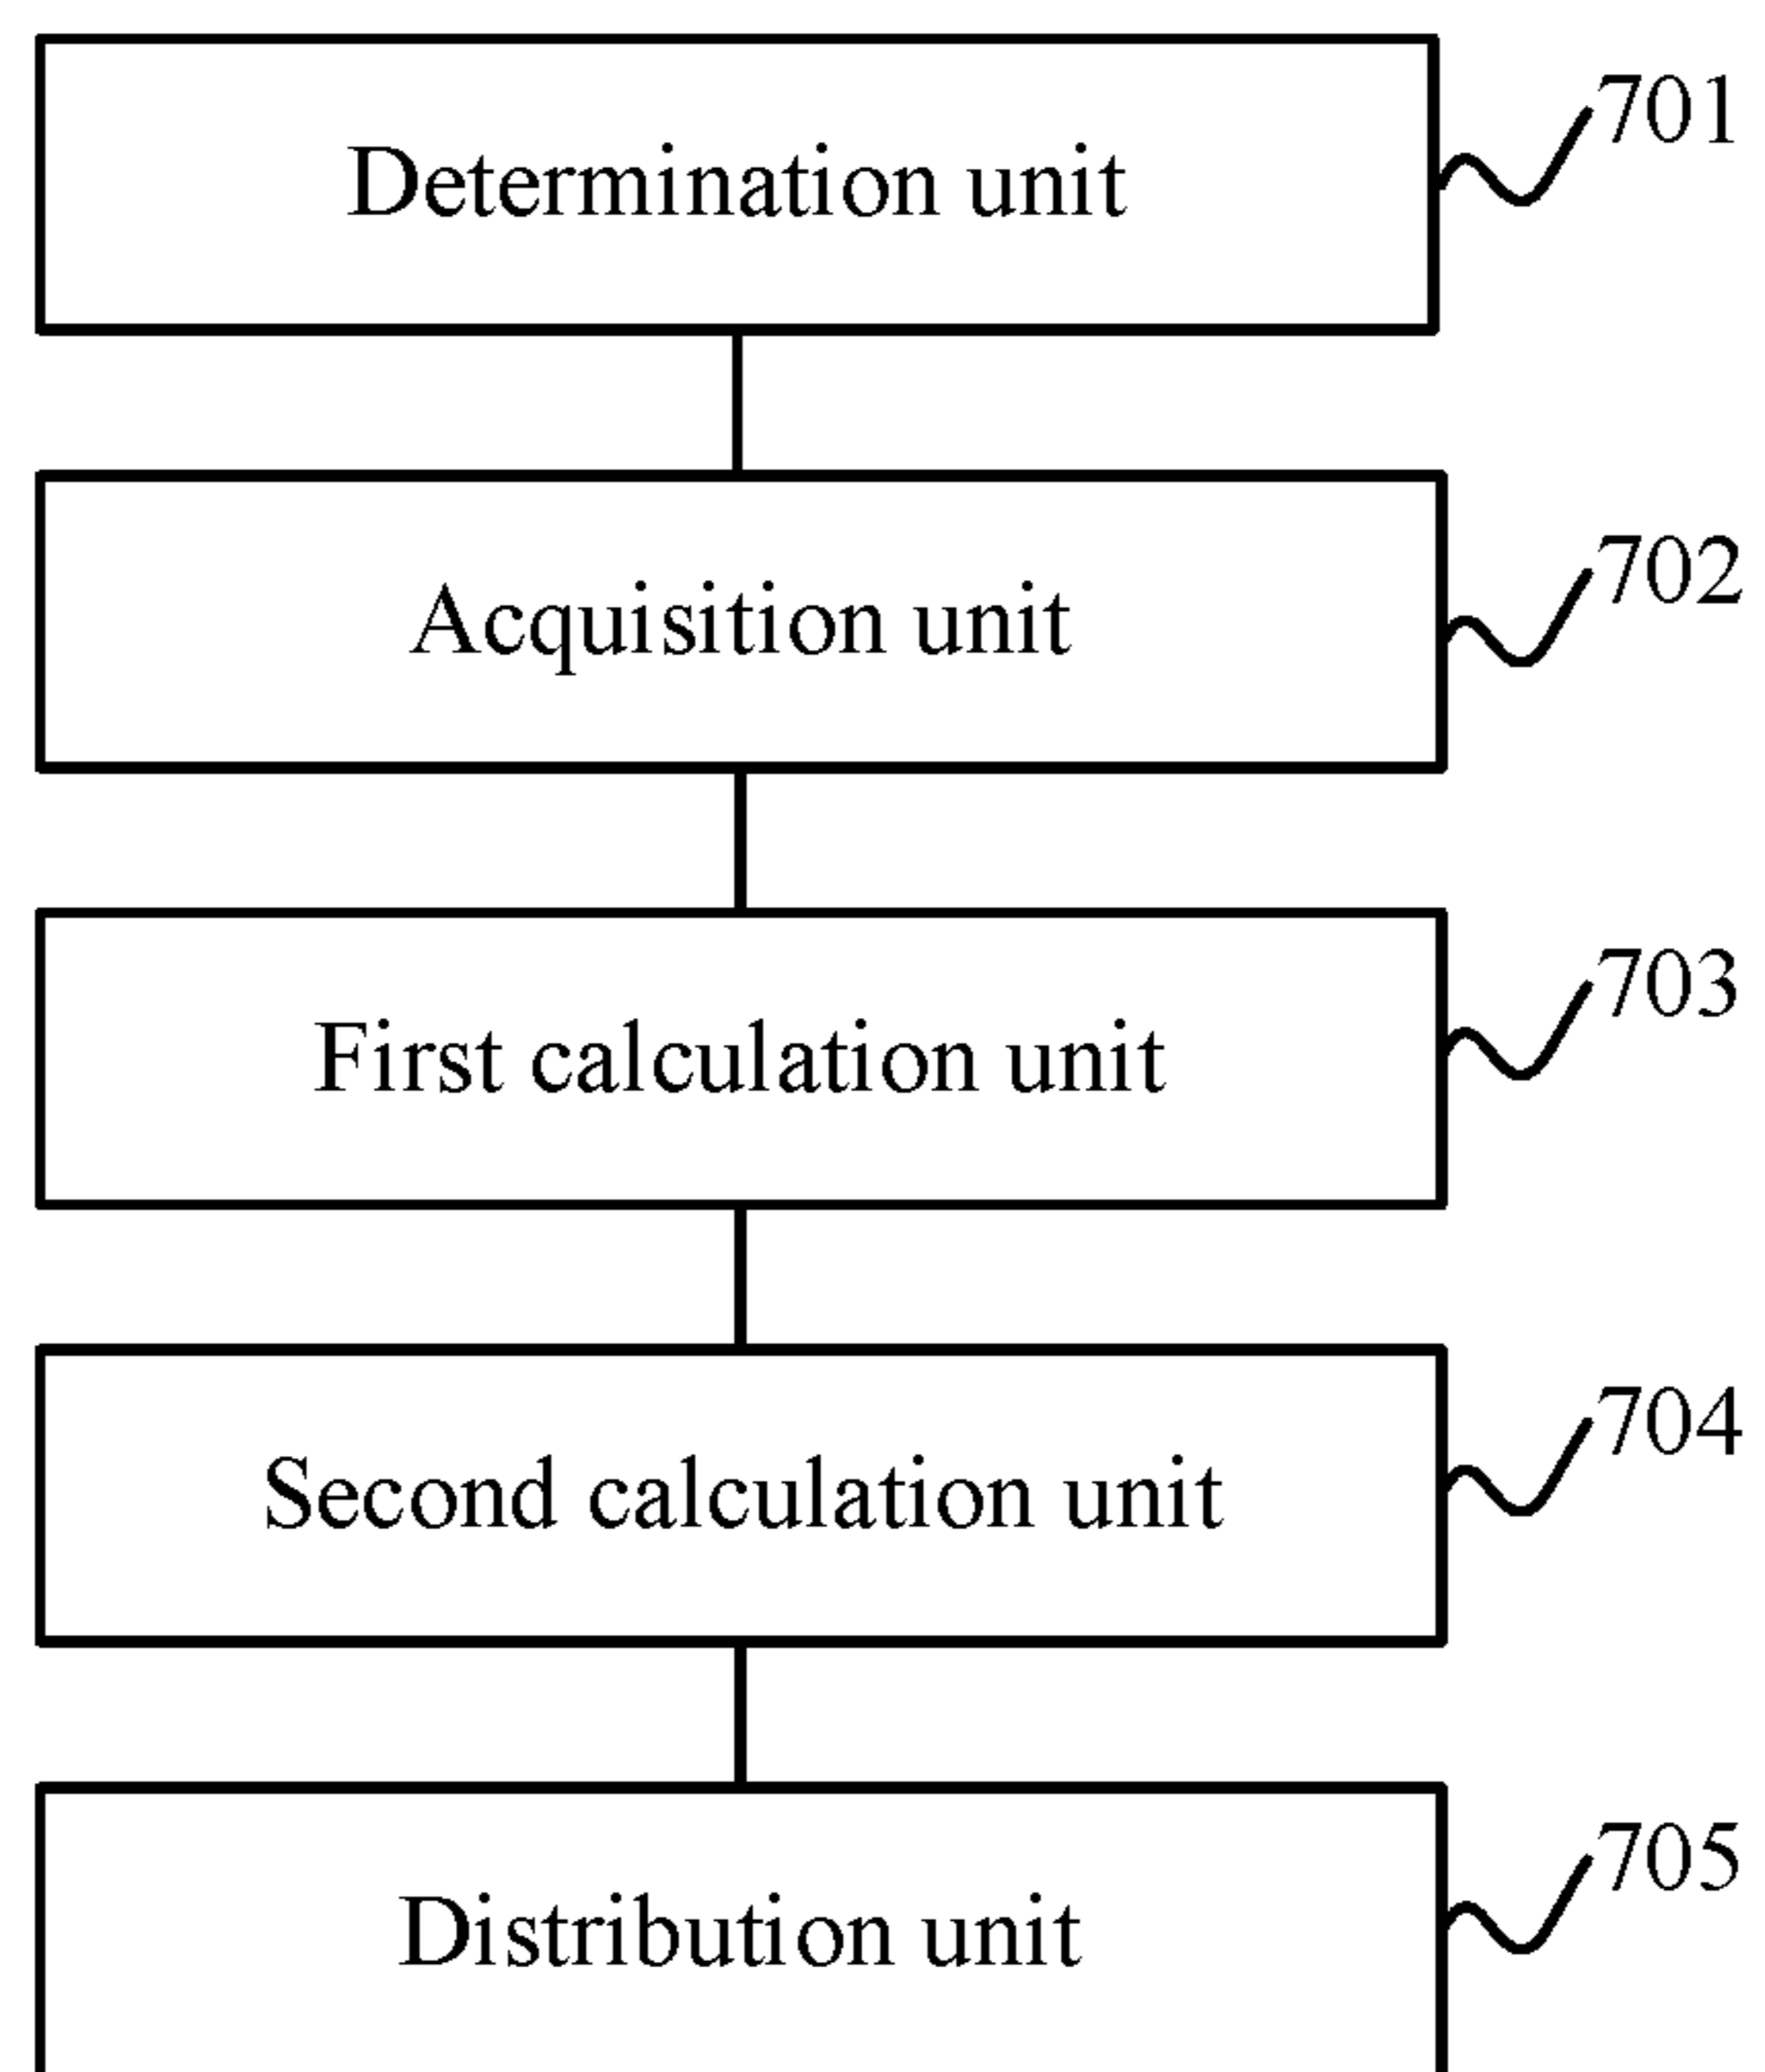 Determination unit
701
Acquisition unit
702
First calculation unit
703
Second calculation unit
704
Distribution unit
705